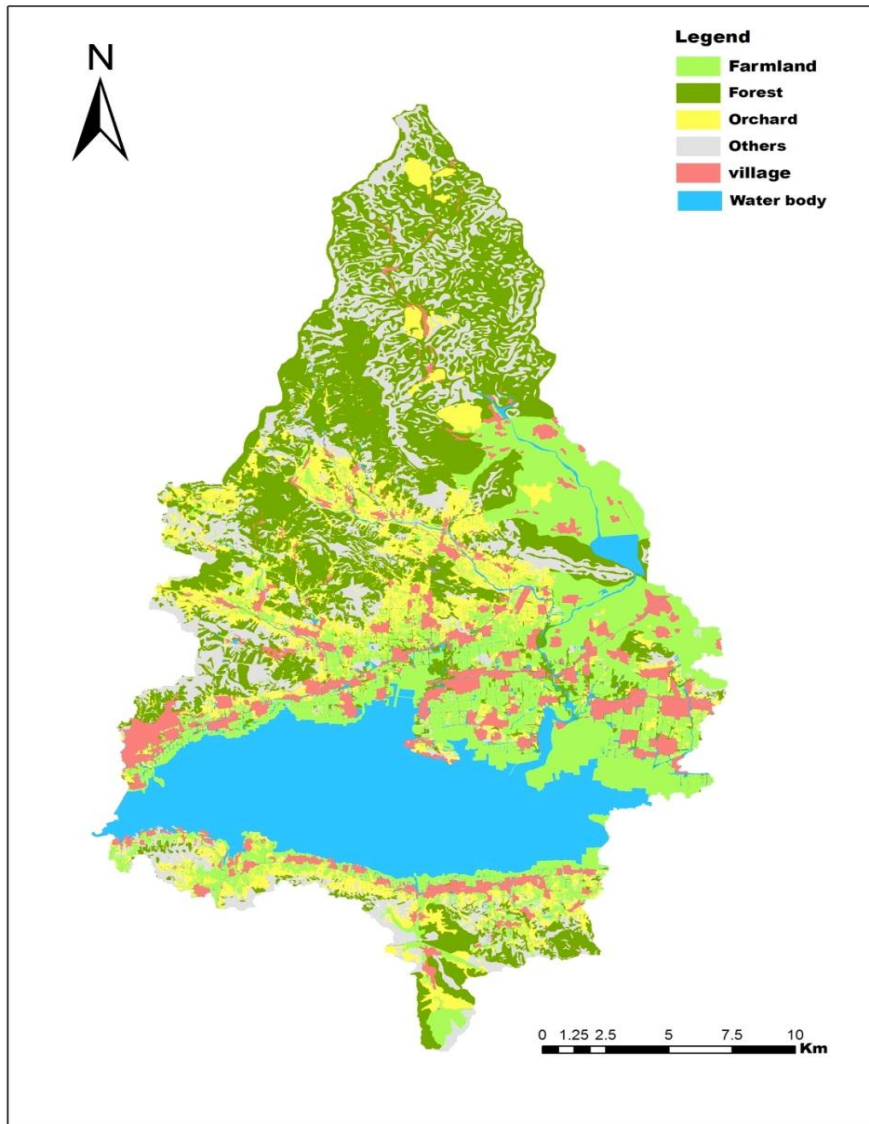 N
Legend
Farmland
Forest
Orchard
Others
village
Water body
0 1.25 2.5 5 7.5 10
Km